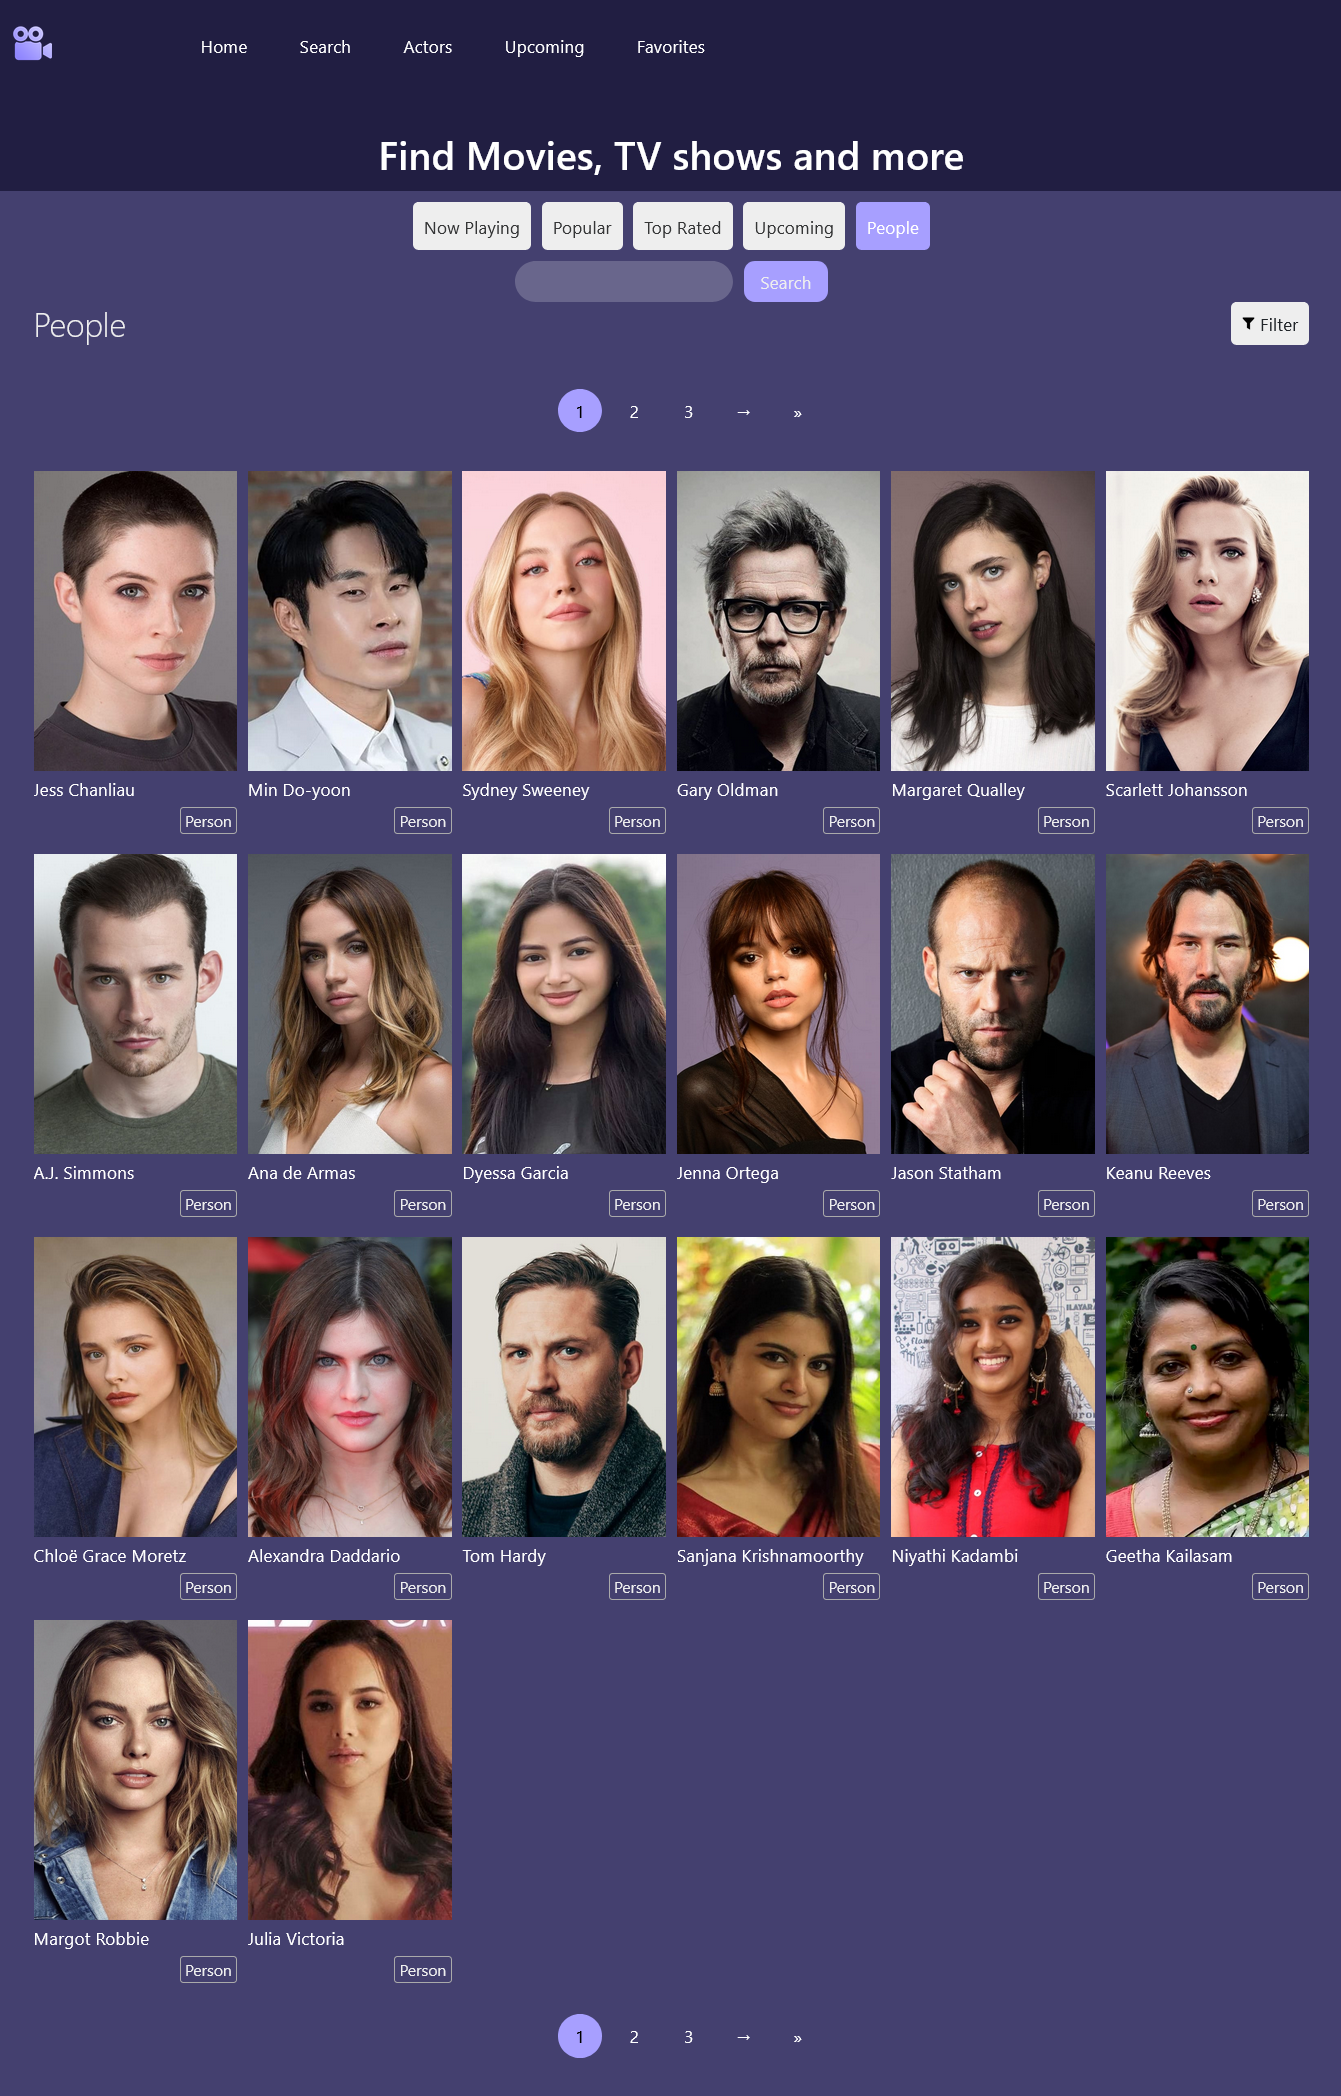 Home Search Actors Upcoming Favorites
Find Movies, TV shows and more
Now Playing Popular Top Rated Upcoming People
Search
People
Filter
1 2 3 → »
Jess Chanliau Min Do-yoon Sydney Sweeney Gary Oldman Margaret Qualley Scarlett Johansson
Person Person Person Person Person Person
A.J. Simmons Ana de Armas Dyessa Garcia Jenna Ortega Jason Statham Keanu Reeves
Person Person Person Person Person Person
Chloë Grace Moretz Alexandra Daddario Tom Hardy Sanjana Krishnamoorthy Niyathi Kadambi Geetha Kailasam
Person Person Person Person Person Person
Margot Robbie Julia Victoria
Person Person
1 2 3 → »